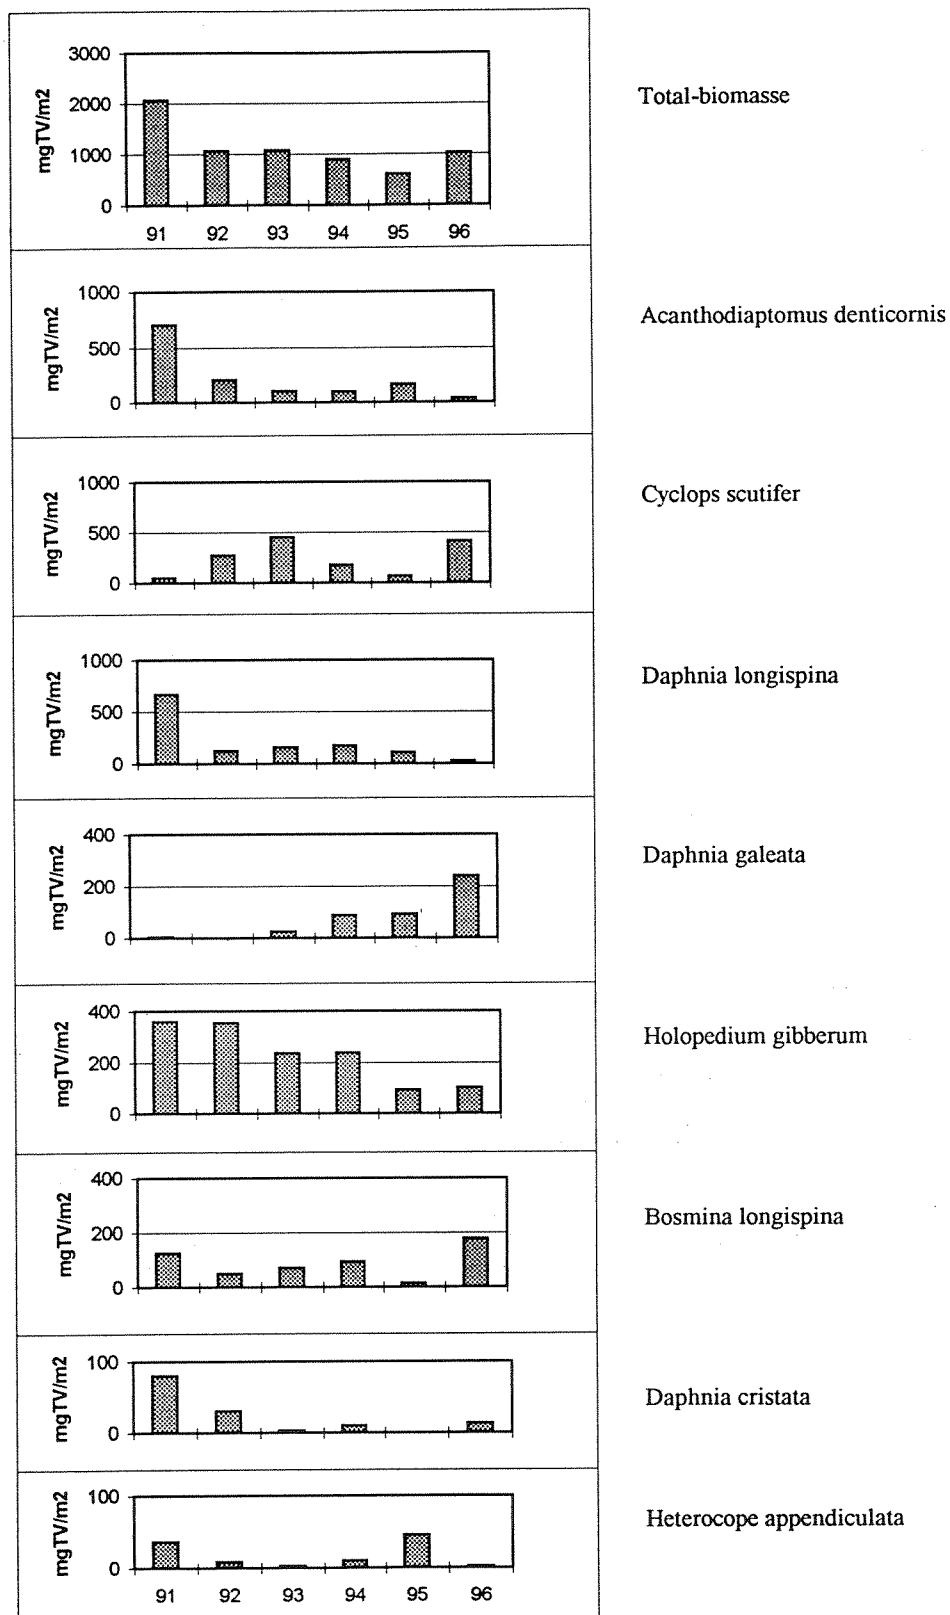 3000
2000
1000
0
mgTV/m2
91 92 93 94 95 96
Total-biomasse
1000
500
0
mgTV/m2
Acanthodiaptomus denticornis
1000
500
0
mgTV/m2
Cyclops scutifer
1000
500
0
mgTV/m2
Daphnia longispina
400
200
0
mgTV/m2
Daphnia galeata
400
200
0
mgTV/m2
Holopedium gibberum
400
200
0
mgTV/m2
Bosmina longispina
100
0
mgTV/m2
Daphnia cristata
100
0
mgTV/m2
Heterocope appendiculata
91 92 93 94 95 96